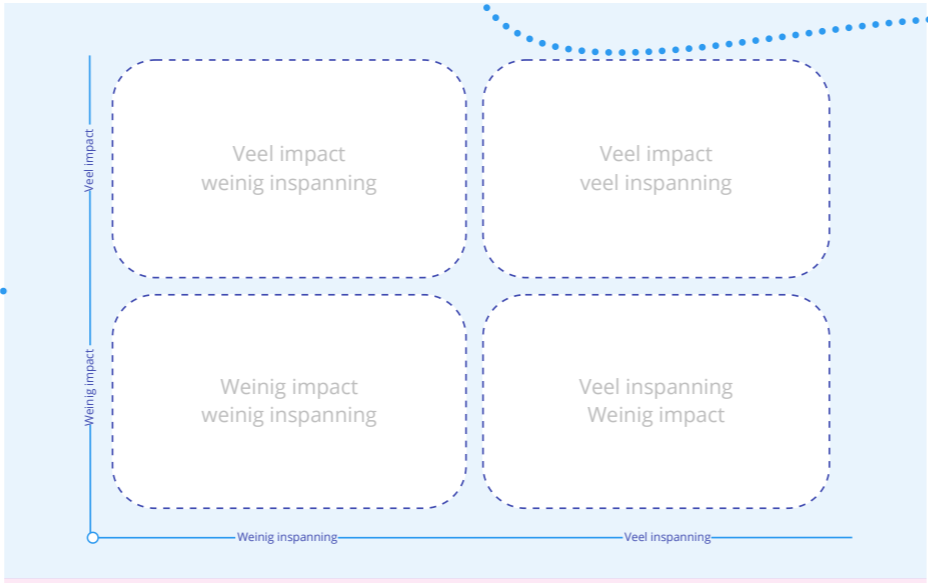 Veel impact
Veel impact
weinig inspanning
Veel impact
veel inspanning
Weinig impact
Weinig impact
weinig inspanning
Veel inspanning
Weinig impact
Weinig inspanning
Veel inspanning